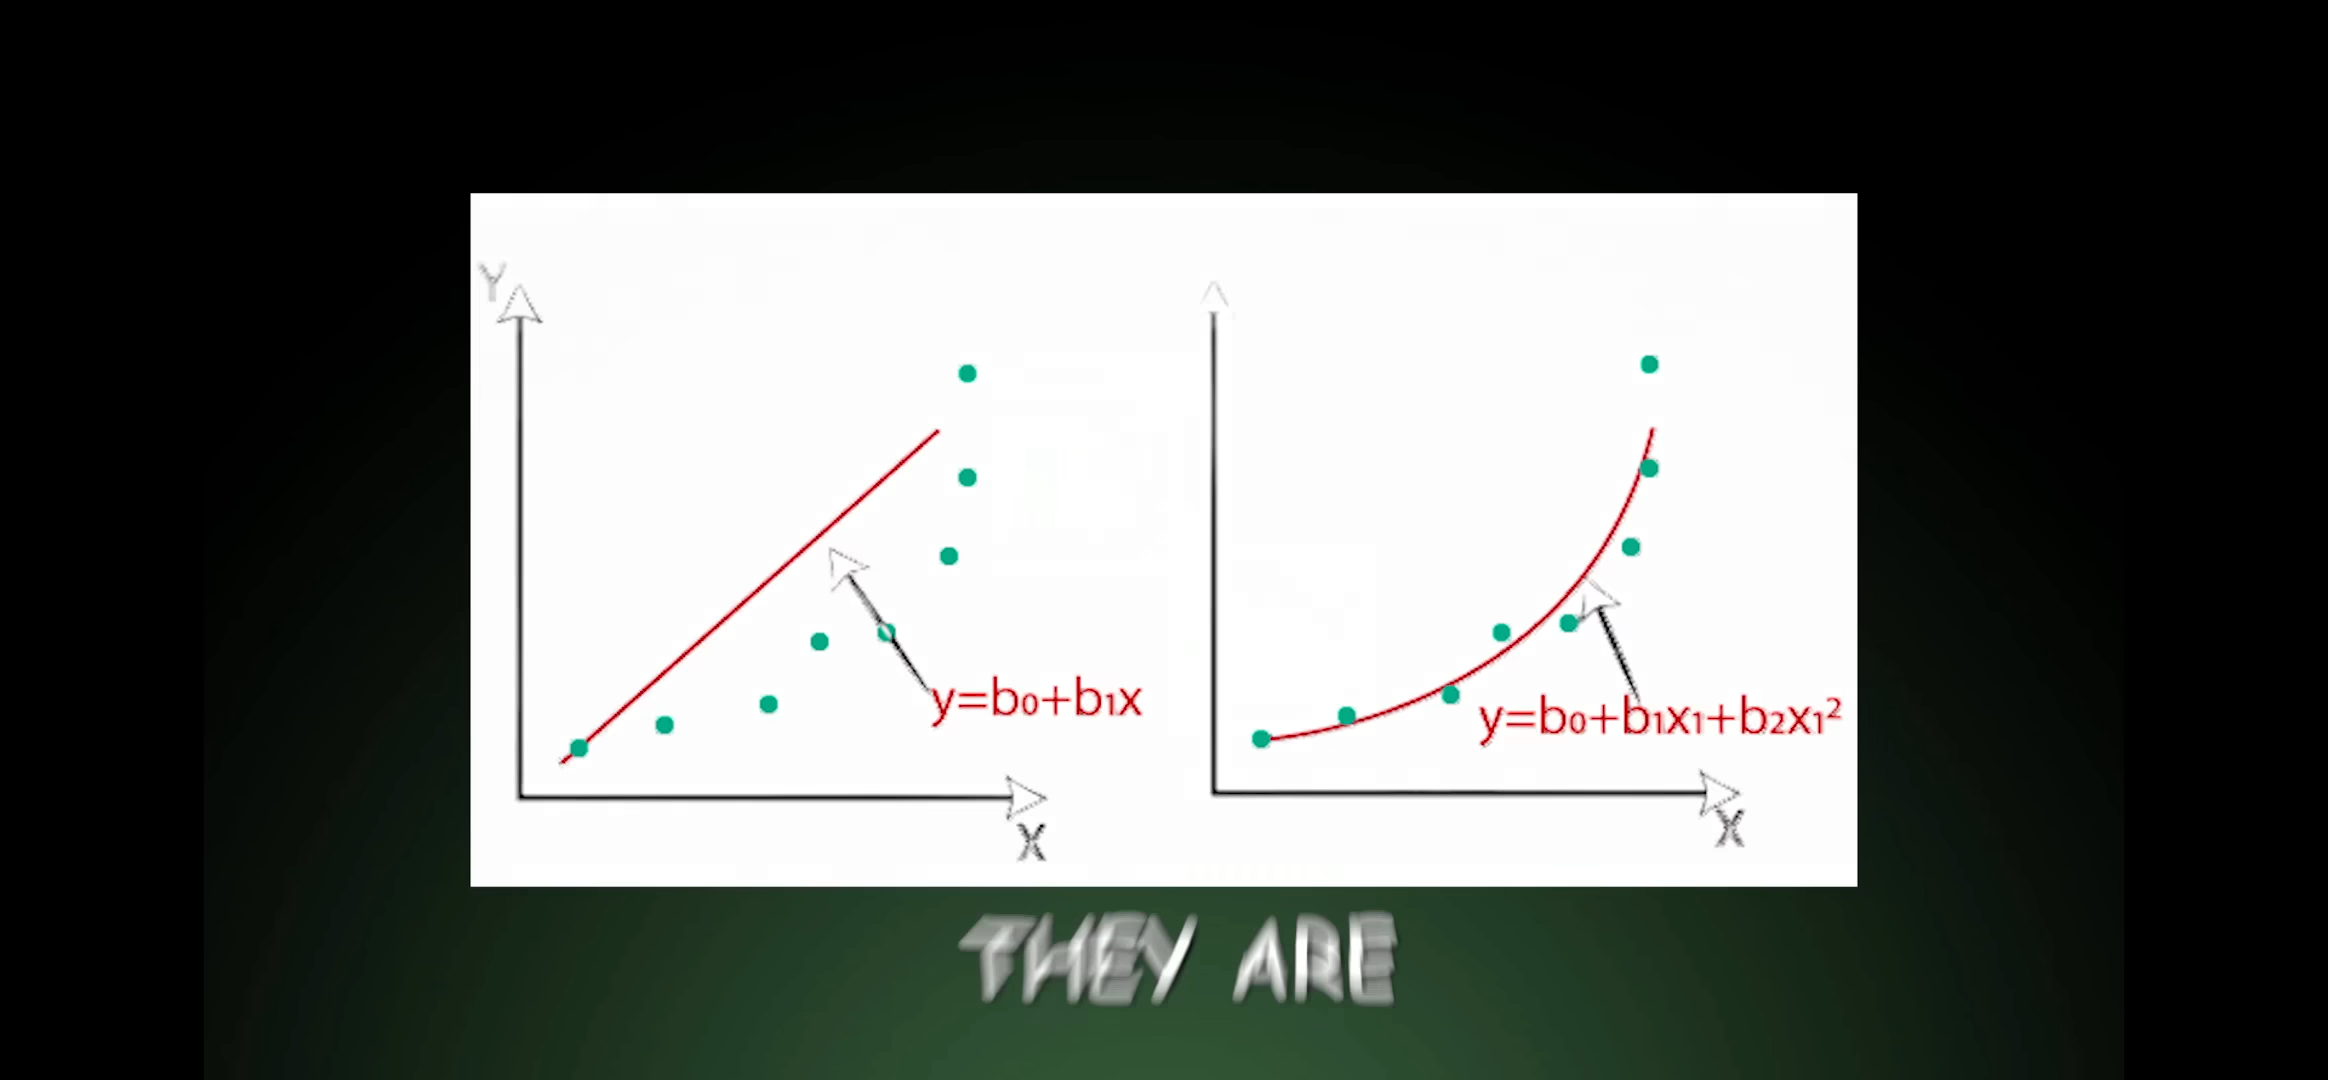 Y
y=b₀+b₁x
X
y=b₀+b₁x₁+b₂x₁²
X
THEY ARE